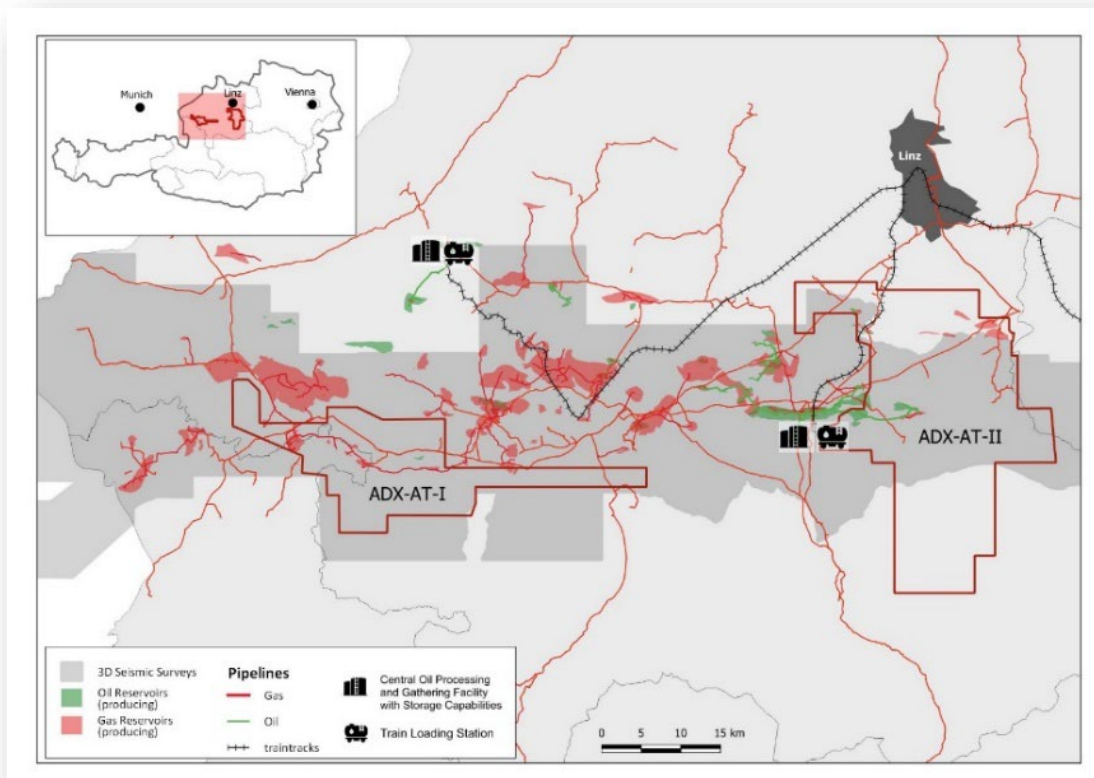 Munich
Linz
Vienna
Linz
ADX-AT-I
ADX-AT-II
3D Seismic Surveys
Oil Reservoirs
(producing)
Gas Reservoirs
(producing)
Pipelines
Gas
Oil
traintracks
Central Oil Processing
and Gathering Facility
with Storage Capabilities
Train Loading Station
0 5 10 15 km